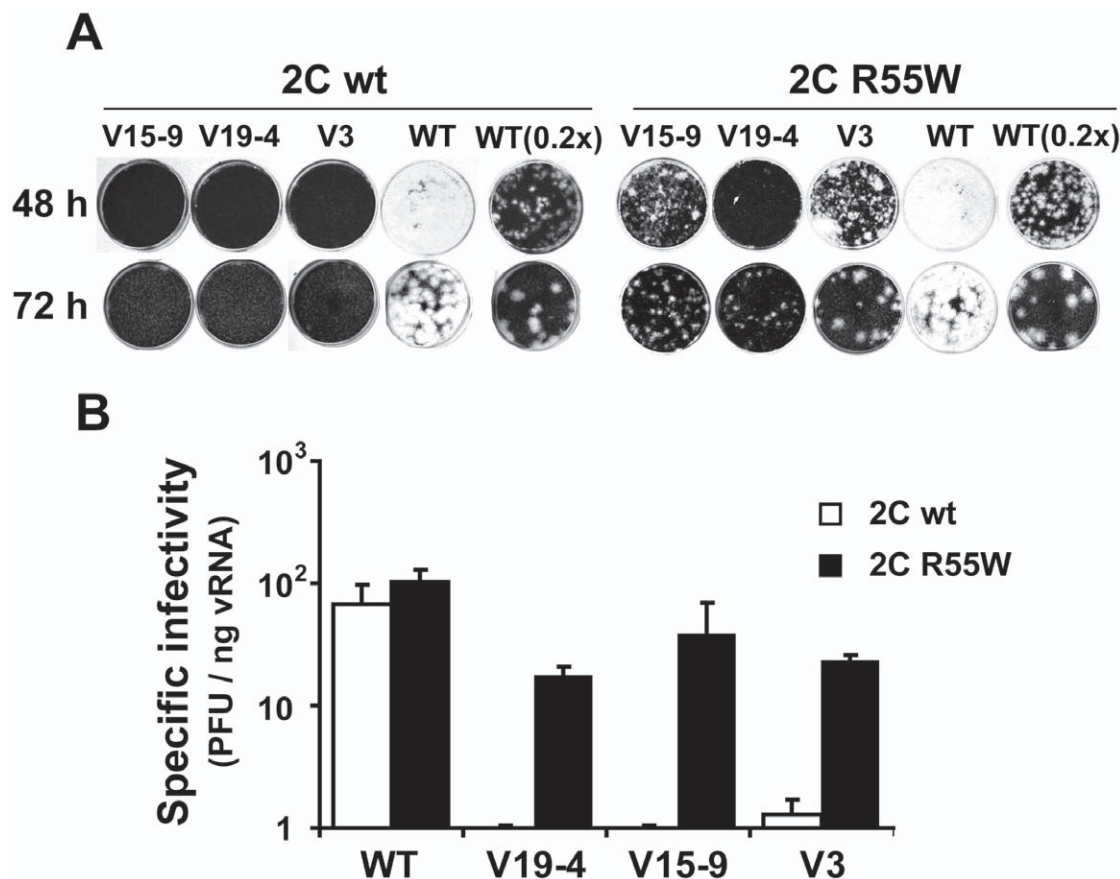 A
2C wt 2C R55W
V15-9 V19-4 V3 WT WT(0.2x) V15-9 V19-4 V3 WT WT(0.2x)
48 h
72 h
B
Specific infectivity
(PFU / ng vRNA)
10³
10²
10
1
2C wt
2C R55W
WT V19-4 V15-9 V3